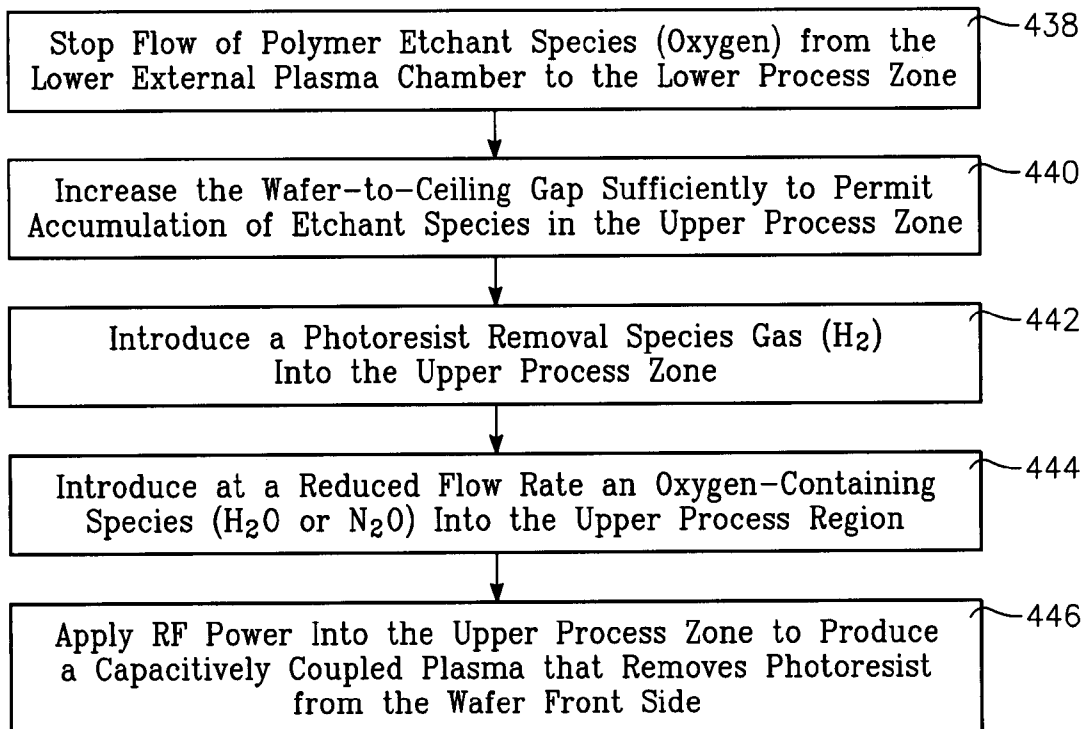 Stop Flow of Polymer Etchant Species (Oxygen) from the
Lower External Plasma Chamber to the Lower Process Zone
438
Increase the Wafer-to-Ceiling Gap Sufficiently to Permit
Accumulation of Etchant Species in the Upper Process Zone
440
Introduce a Photoresist Removal Species Gas (H₂)
Into the Upper Process Zone
442
Introduce at a Reduced Flow Rate an Oxygen-Containing
Species (H₂O or N₂O) Into the Upper Process Region
444
Apply RF Power Into the Upper Process Zone to Produce
a Capacitively Coupled Plasma that Removes Photoresist
from the Wafer Front Side
446